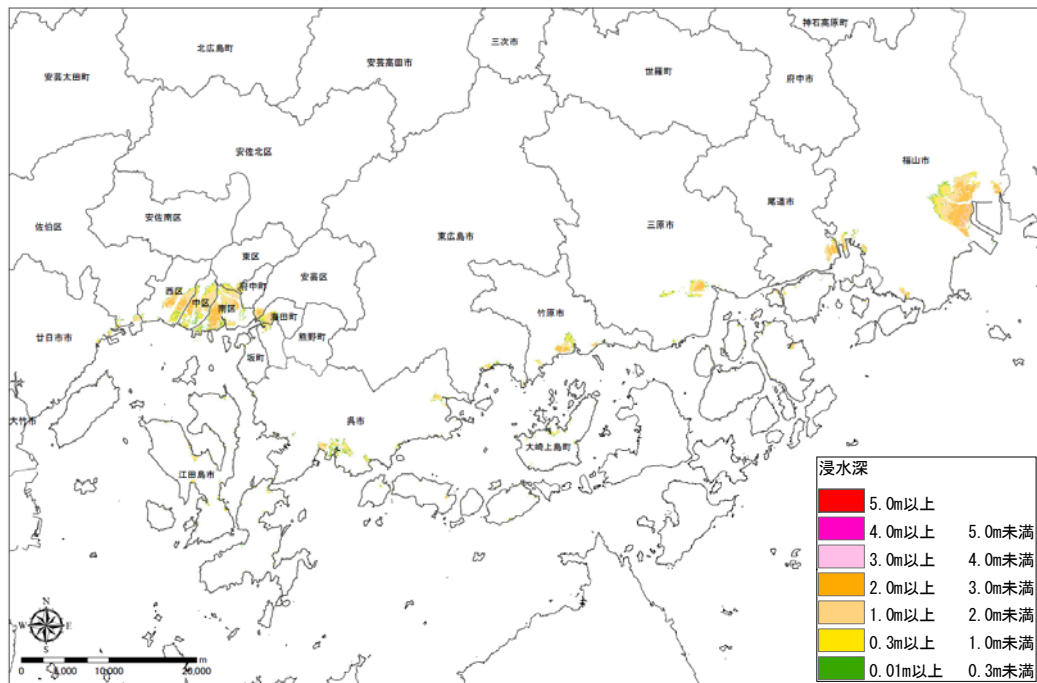 神石高原町
三次市
北広島町
安芸高田市
安芸太田町
世羅町
府中市
安佐北区
福山市
尾道市
安佐南区
佐伯区
三原市
東広島市
東区
安芸区
西区
府中町
中区
南区
海田町
竹原市
廿日市市
熊野町
坂町
大竹市
呉市
大崎上島町
江田島市
浸水深
5.0m以上
4.0m以上 5.0m未満
3.0m以上 4.0m未満
2.0m以上 3.0m未満
1.0m以上 2.0m未満
0.3m以上 1.0m未満
0.01m以上 0.3m未満
N
W E
S
0 5,000 10,000 20,000 m